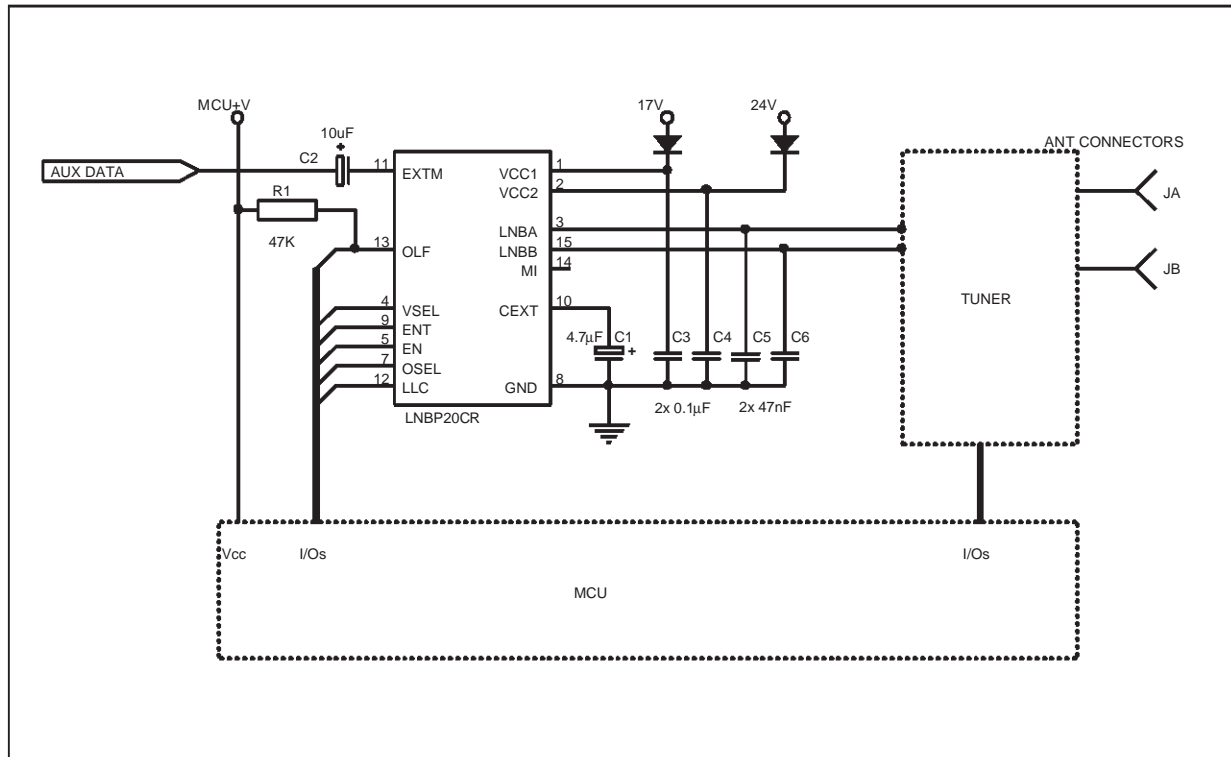 MCU+V
17V
24V
10uF
+
ANT CONNECTORS
C2
11
1
AUX DATA
EXTM
VCC1
2
VCC2
R1
JA
3
47K
LNBA
13
15
OLF
LNBB
14
MI
JB
TUNER
4
10
VSEL
CEXT
9
ENT
4.7µF
C1
+
C3
C4
C5
C6
5
EN
7
OSEL
12
8
LLC
GND
2x 0.1µF
2x 47nF
LNBP20CR
Vcc
I/Os
I/Os
MCU